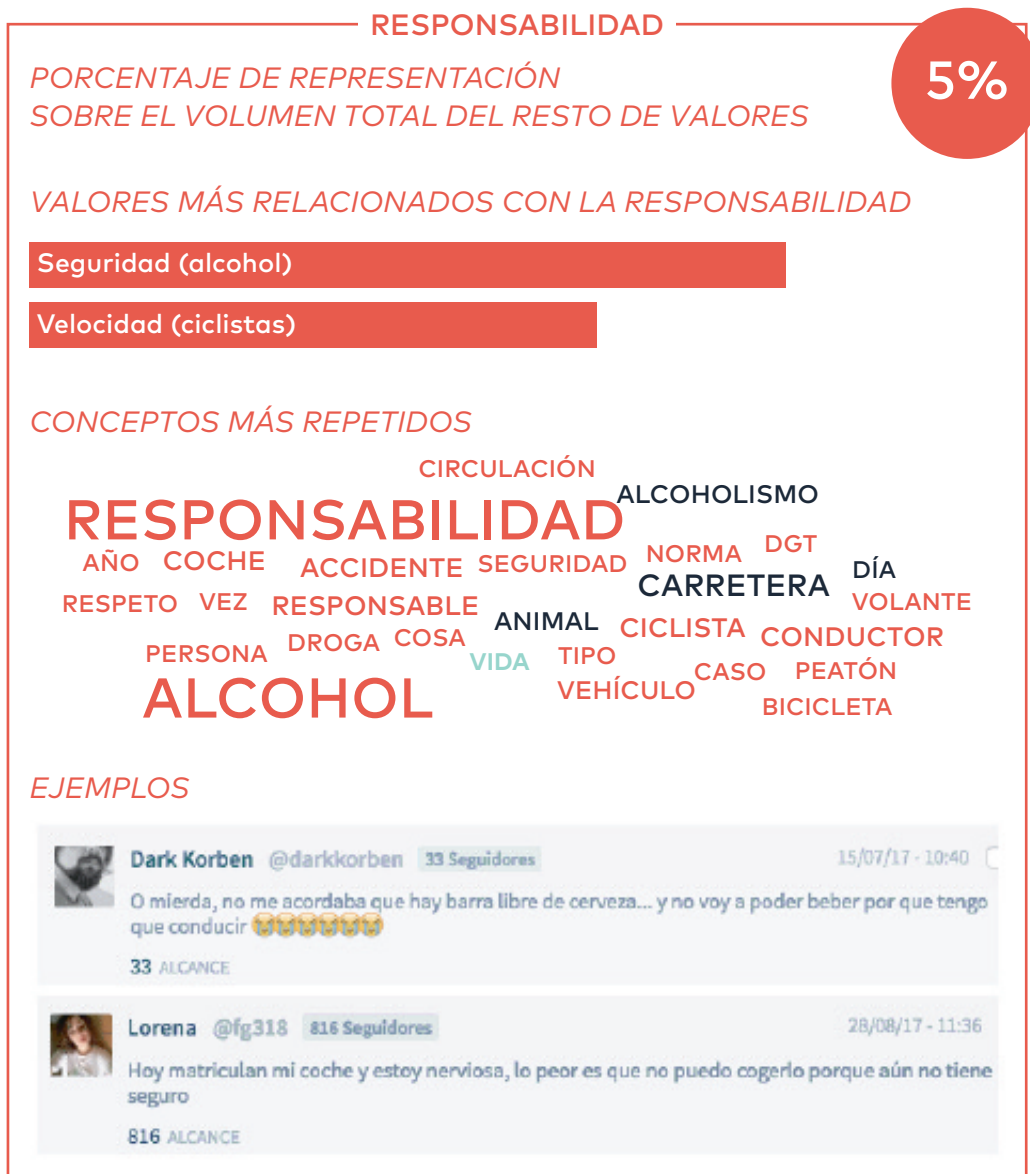 RESPONSABILIDAD
5%
PORCENTAJE DE REPRESENTACIÓN
SOBRE EL VOLUMEN TOTAL DEL RESTO DE VALORES
VALORES MÁS RELACIONADOS CON LA RESPONSABILIDAD
Seguridad (alcohol)
Velocidad (ciclistas)
CONCEPTOS MÁS REPETIDOS
CIRCULACIÓN
RESPONSABILIDAD ALCOHOLISMO
AÑO COCHE ACCIDENTE SEGURIDAD NORMA DGT
CARRETERA DÍA
RESPETO VEZ RESPONSABLE VOLANTE
ANIMAL CICLISTA CONDUCTOR
PERSONA DROGA COSA
VIDA TIPO CASO PEATÓN
ALCOHOL VEHÍCULO BICICLETA
EJEMPLOS
Dark Korben @darkkorben 33 Seguidores 15/07/17 - 10:40
O mierda, no me acordaba que hay barra libre de cerveza... y no voy a poder beber por que tengo
que conducir 😭😭😭😭😭😭
33 ALCANCE
Lorena @fg318 816 Seguidores 28/08/17 - 11:36
Hoy matriculan mi coche y estoy nerviosa, lo peor es que no puedo cogerlo porque aún no tiene
seguro
816 ALCANCE